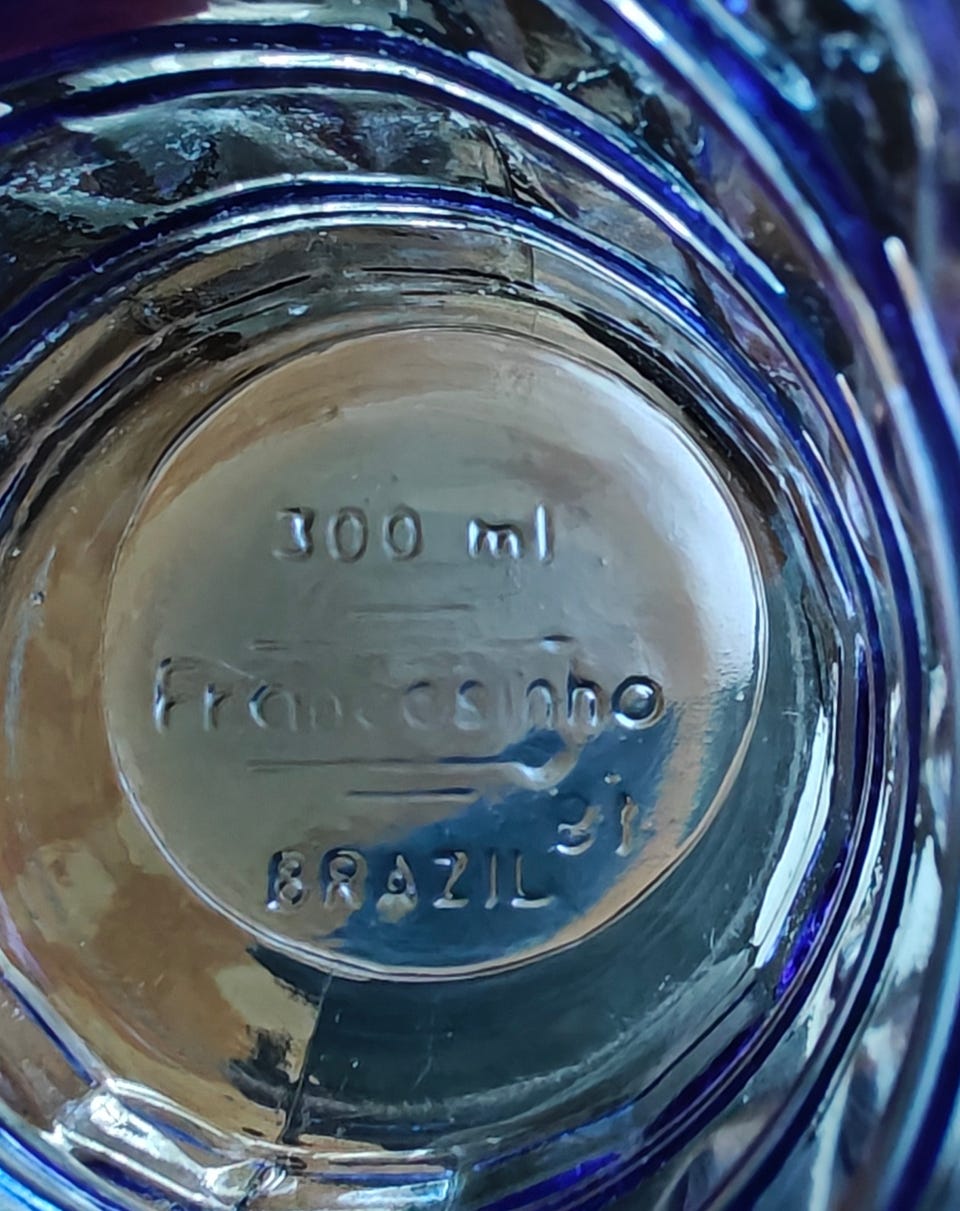 300 ml
Francesinho
31
BRAZIL